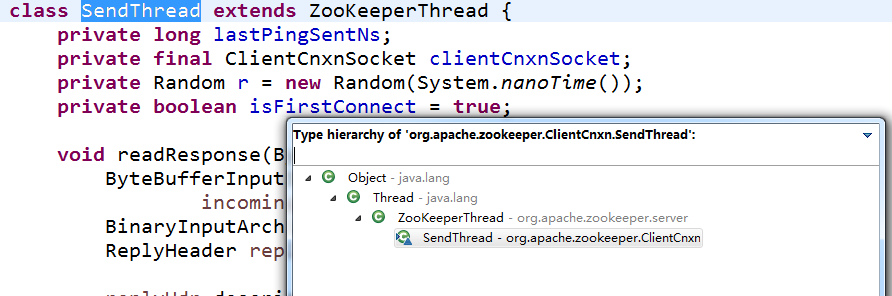 class SendThread extends ZooKeeperThread {
private long lastPingSentNs;
private final ClientCnxnSocket clientCnxnSocket;
private Random r = new Random(System.nanoTime());
private boolean isFirstConnect = true;
Type hierarchy of 'org.apache.zookeeper.ClientCnxn.SendThread':
void readResponse(B
ByteBufferInput
Object - java.lang
incomin
Thread - java.lang
BinaryInputArch
ZooKeeperThread - org.apache.zookeeper.server
ReplyHeader rep
SendThread - org.apache.zookeeper.ClientCnxn